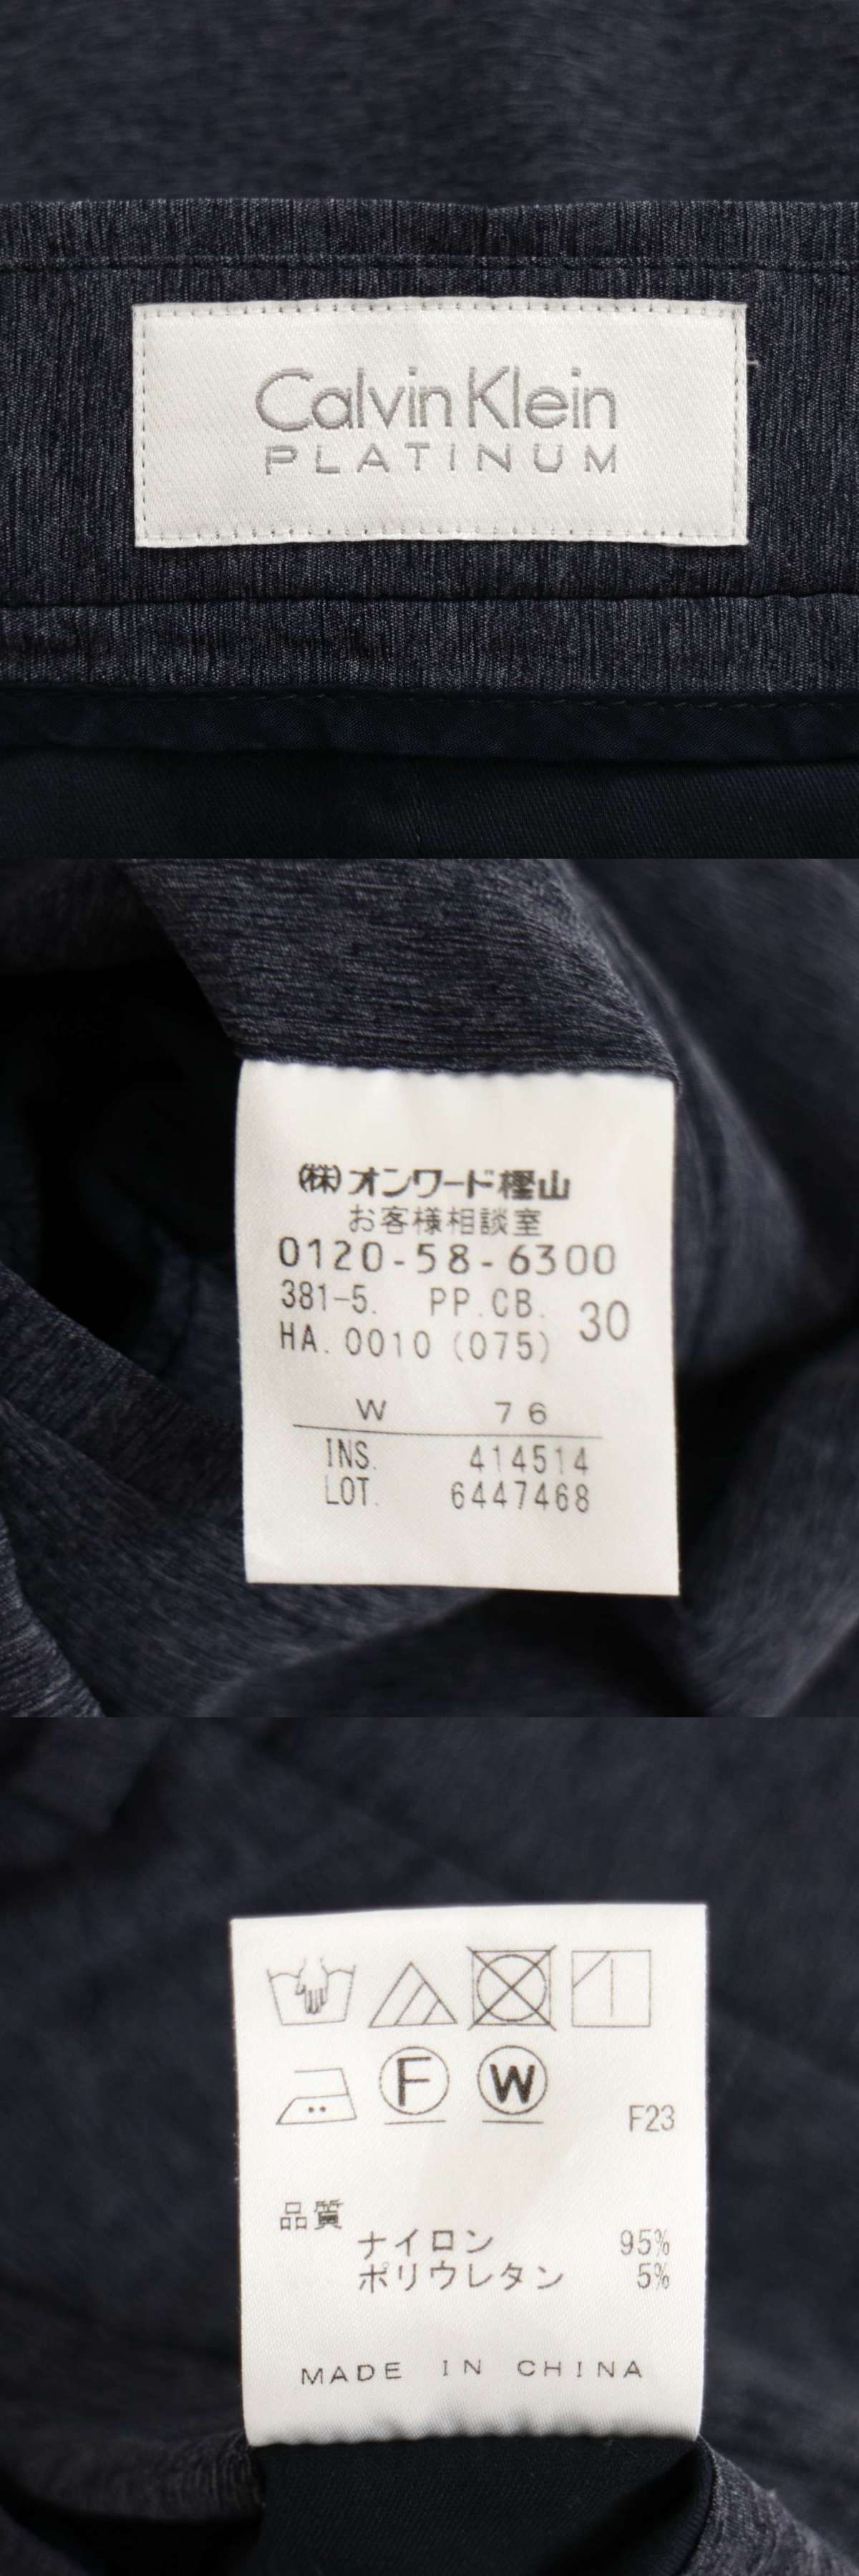 Calvin Klein
PLATINUM
㈱オンワード樫山
お客様相談室
0120-58-6300
381-5. PP.CB. 30
HA.0010 (075)
W 76
INS. 414514
LOT. 6447468
F W
F23
品質
ナイロン 95%
ポリウレタン 5%
MADE IN CHINA